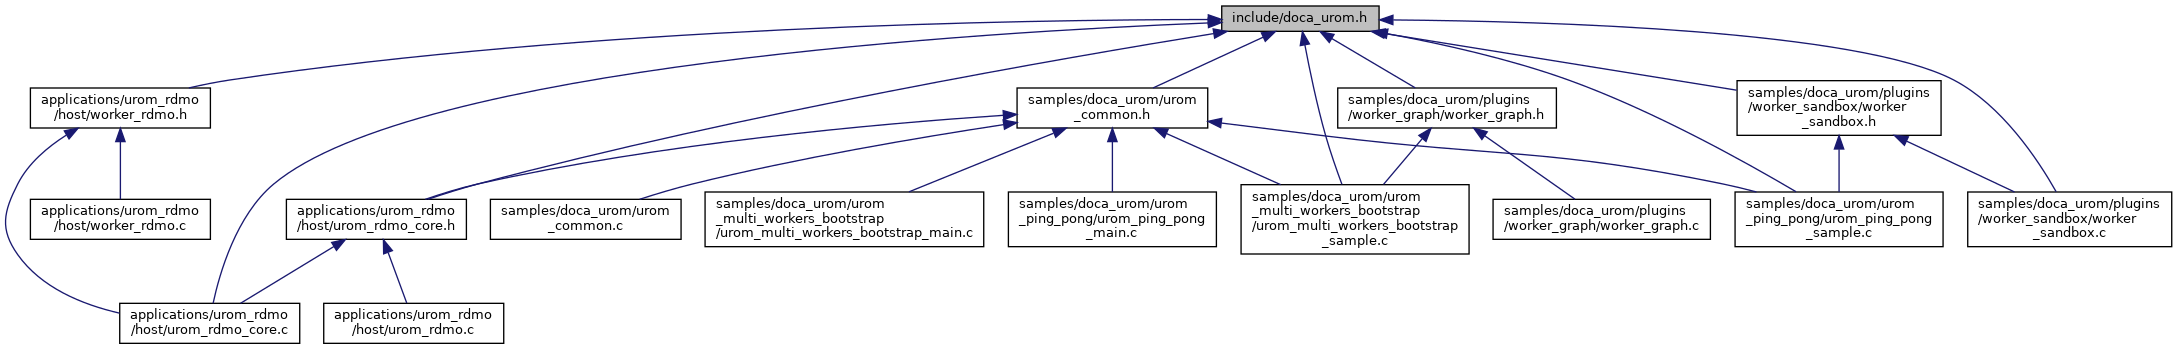 include/doca_urom.h
applications/urom_rdmo
/host/worker_rdmo.h
samples/doca_urom/urom
_common.h
samples/doca_urom/plugins
/worker_graph/worker_graph.h
samples/doca_urom/plugins
/worker_sandbox/worker
_sandbox.h
applications/urom_rdmo
/host/worker_rdmo.c
applications/urom_rdmo
/host/urom_rdmo_core.h
samples/doca_urom/urom
_common.c
samples/doca_urom/urom
_multi_workers_bootstrap
/urom_multi_workers_bootstrap_main.c
samples/doca_urom/urom
_ping_pong/urom_ping_pong
_main.c
samples/doca_urom/urom
_multi_workers_bootstrap
/urom_multi_workers_bootstrap
_sample.c
samples/doca_urom/plugins
/worker_graph/worker_graph.c
samples/doca_urom/urom
_ping_pong/urom_ping_pong
_sample.c
samples/doca_urom/plugins
/worker_sandbox/worker
_sandbox.c
applications/urom_rdmo
/host/urom_rdmo_core.c
applications/urom_rdmo
/host/urom_rdmo.c